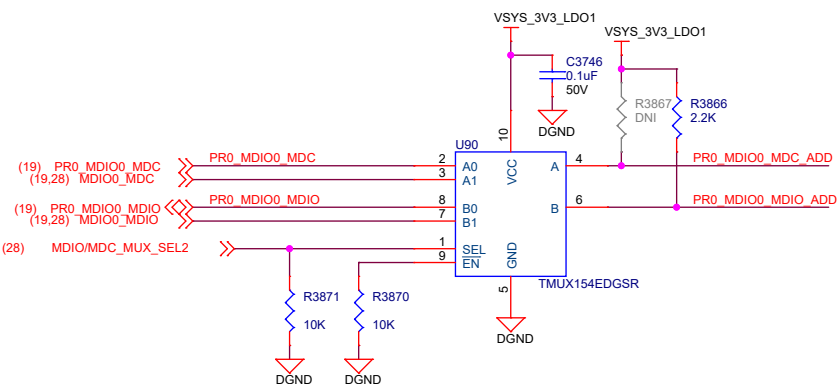 VSYS_3V3_LDO1
VSYS_3V3_LDO1
C3746
0.1uF
50V
R3867
DNI
R3866
2.2K
DGND
U90
10
(19) PR0_MDIO0_MDC
PR0_MDIO0_MDC
2
A0
VCC
A
4
PR0_MDIO0_MDC_ADD
(19,28) MDIO0_MDC
3
A1
(19) PR0_MDIO0_MDIO
PR0_MDIO0_MDIO
8
B0
B
6
PR0_MDIO0_MDIO_ADD
(19,28) MDIO0_MDIO
7
B1
(28) MDIO/MDC_MUX_SEL2
1
SEL
9
EN
GND
5
TMUX154EDGSR
R3871
10K
R3870
10K
DGND
DGND
DGND